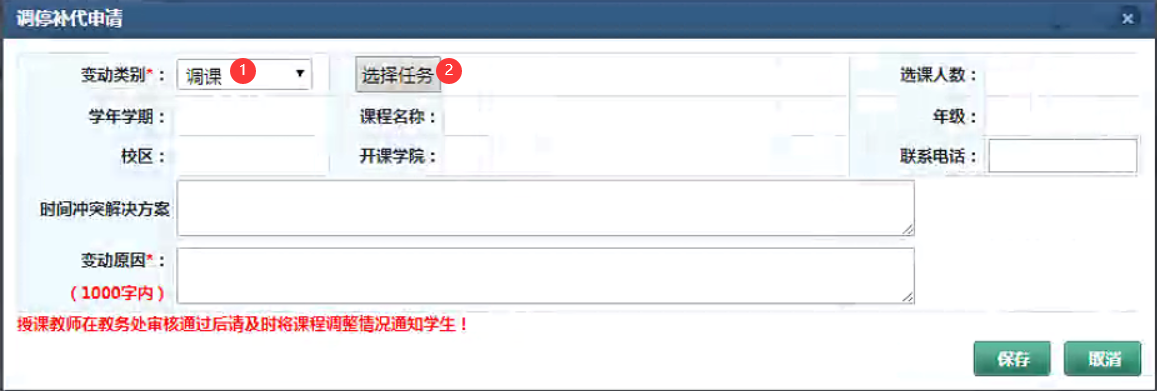 调停补代申请
变动类别*： 调课 1 选择任务 2 选课人数：
学年学期： 课程名称： 年级：
校区： 开课学院： 联系电话：
时间冲突解决方案
变动原因*：
（1000字内）
授课教师在教务处审核通过后请及时将课程调整情况通知学生！
保存 取消